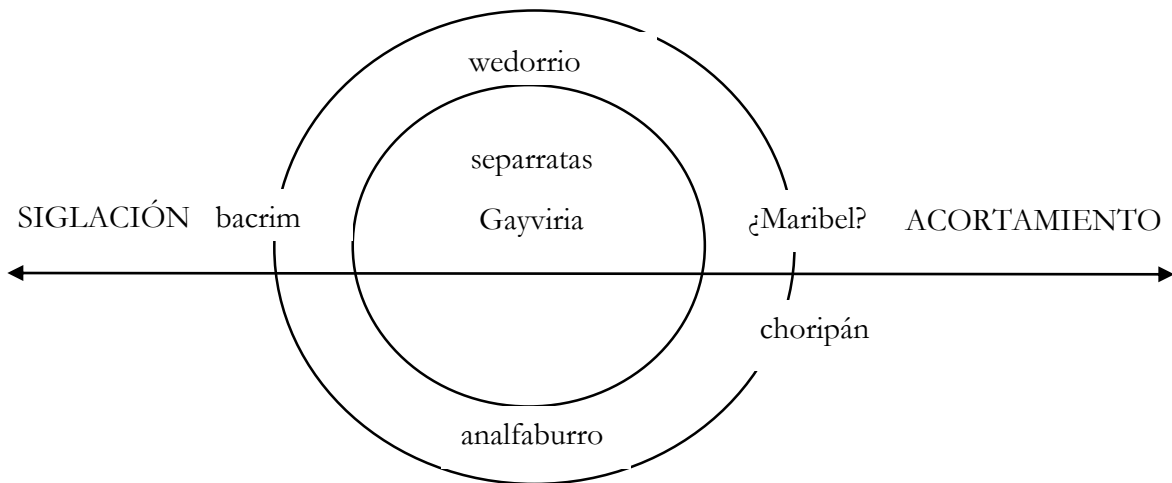 wedorrio
separratas
SIGLACIÓN bacrim Gayviria ¿Maribel? ACORTAMIENTO
choripán
analfaburro